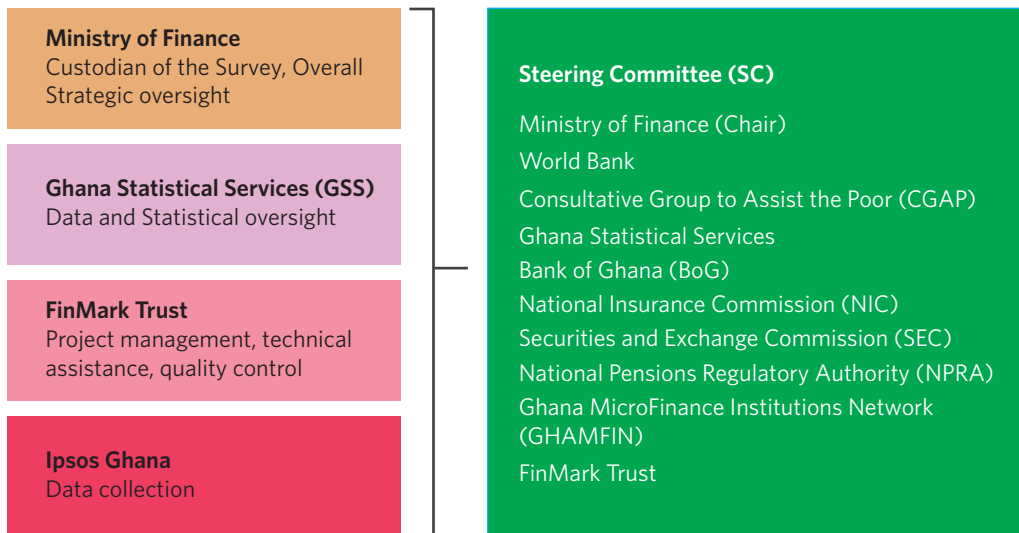 Ministry of Finance
Custodian of the Survey, Overall
Strategic oversight
Ghana Statistical Services (GSS)
Data and Statistical oversight
FinMark Trust
Project management, technical
assistance, quality control
Ipsos Ghana
Data collection
Steering Committee (SC)
Ministry of Finance (Chair)
World Bank
Consultative Group to Assist the Poor (CGAP)
Ghana Statistical Services
Bank of Ghana (BoG)
National Insurance Commission (NIC)
Securities and Exchange Commission (SEC)
National Pensions Regulatory Authority (NPRA)
Ghana MicroFinance Institutions Network
(GHAMFIN)
FinMark Trust